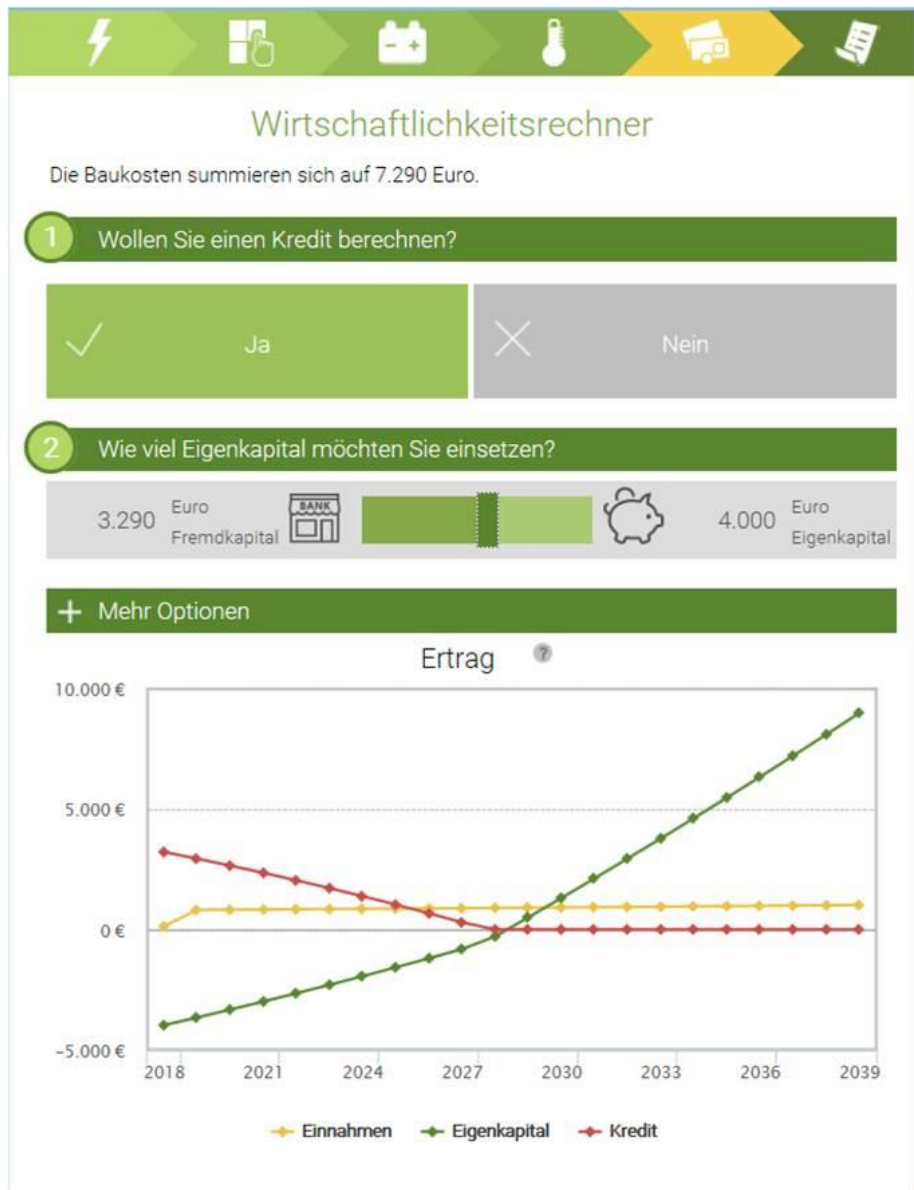 Wirtschaftlichkeitsrechner
Die Baukosten summieren sich auf 7.290 Euro.
1 Wollen Sie einen Kredit berechnen?
Ja Nein
2 Wie viel Eigenkapital möchten Sie einsetzen?
3.290 Euro Fremdkapital BANK 4.000 Euro Eigenkapital
+ Mehr Optionen
Ertrag ?
10.000 €
5.000 €
0 €
-5.000 €
2018 2021 2024 2027 2030 2033 2036 2039
Einnahmen Eigenkapital Kredit